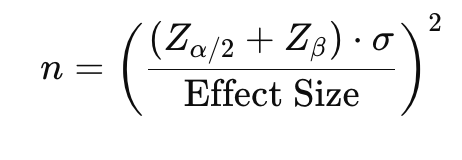 n = ( (Z_{α/2} + Z_β) · σ / Effect Size )^2